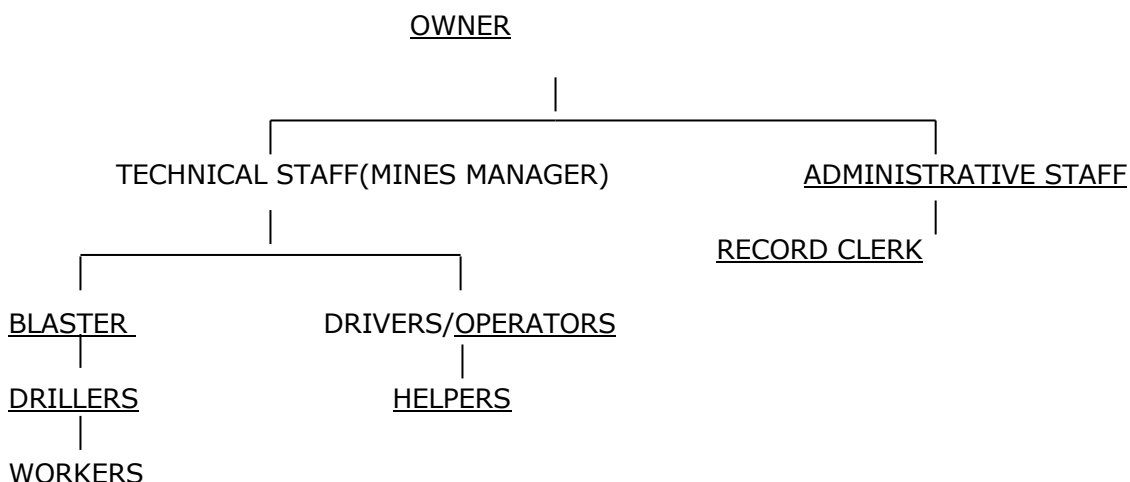 OWNER
TECHNICAL STAFF(MINES MANAGER) ADMINISTRATIVE STAFF
RECORD CLERK
BLASTER DRIVERS/OPERATORS
DRILLERS HELPERS
WORKERS